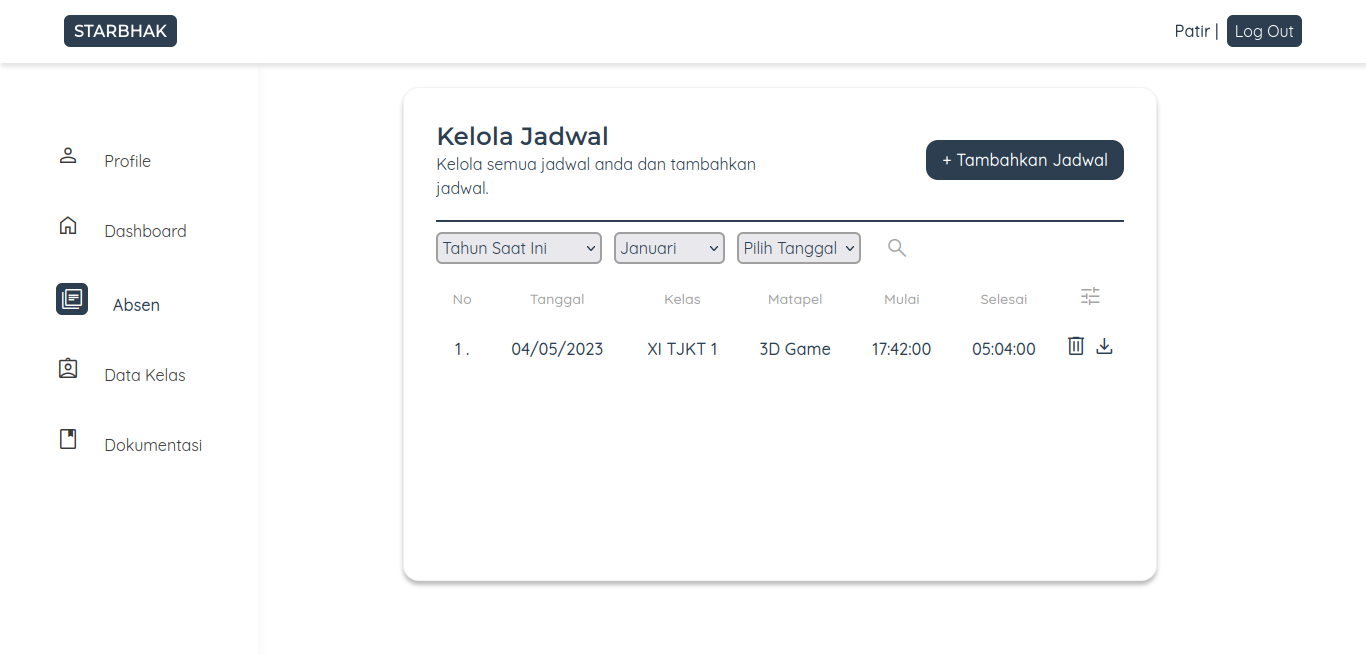 STARBHAK
Patir | Log Out
Profile
Dashboard
Absen
Data Kelas
Dokumentasi
Kelola Jadwal
Kelola semua jadwal anda dan tambahkan
jadwal.
+ Tambahkan Jadwal
Tahun Saat Ini Januari Pilih Tanggal
No Tanggal Kelas Matapel Mulai Selesai
1 . 04/05/2023 XI TJKT 1 3D Game 17:42:00 05:04:00